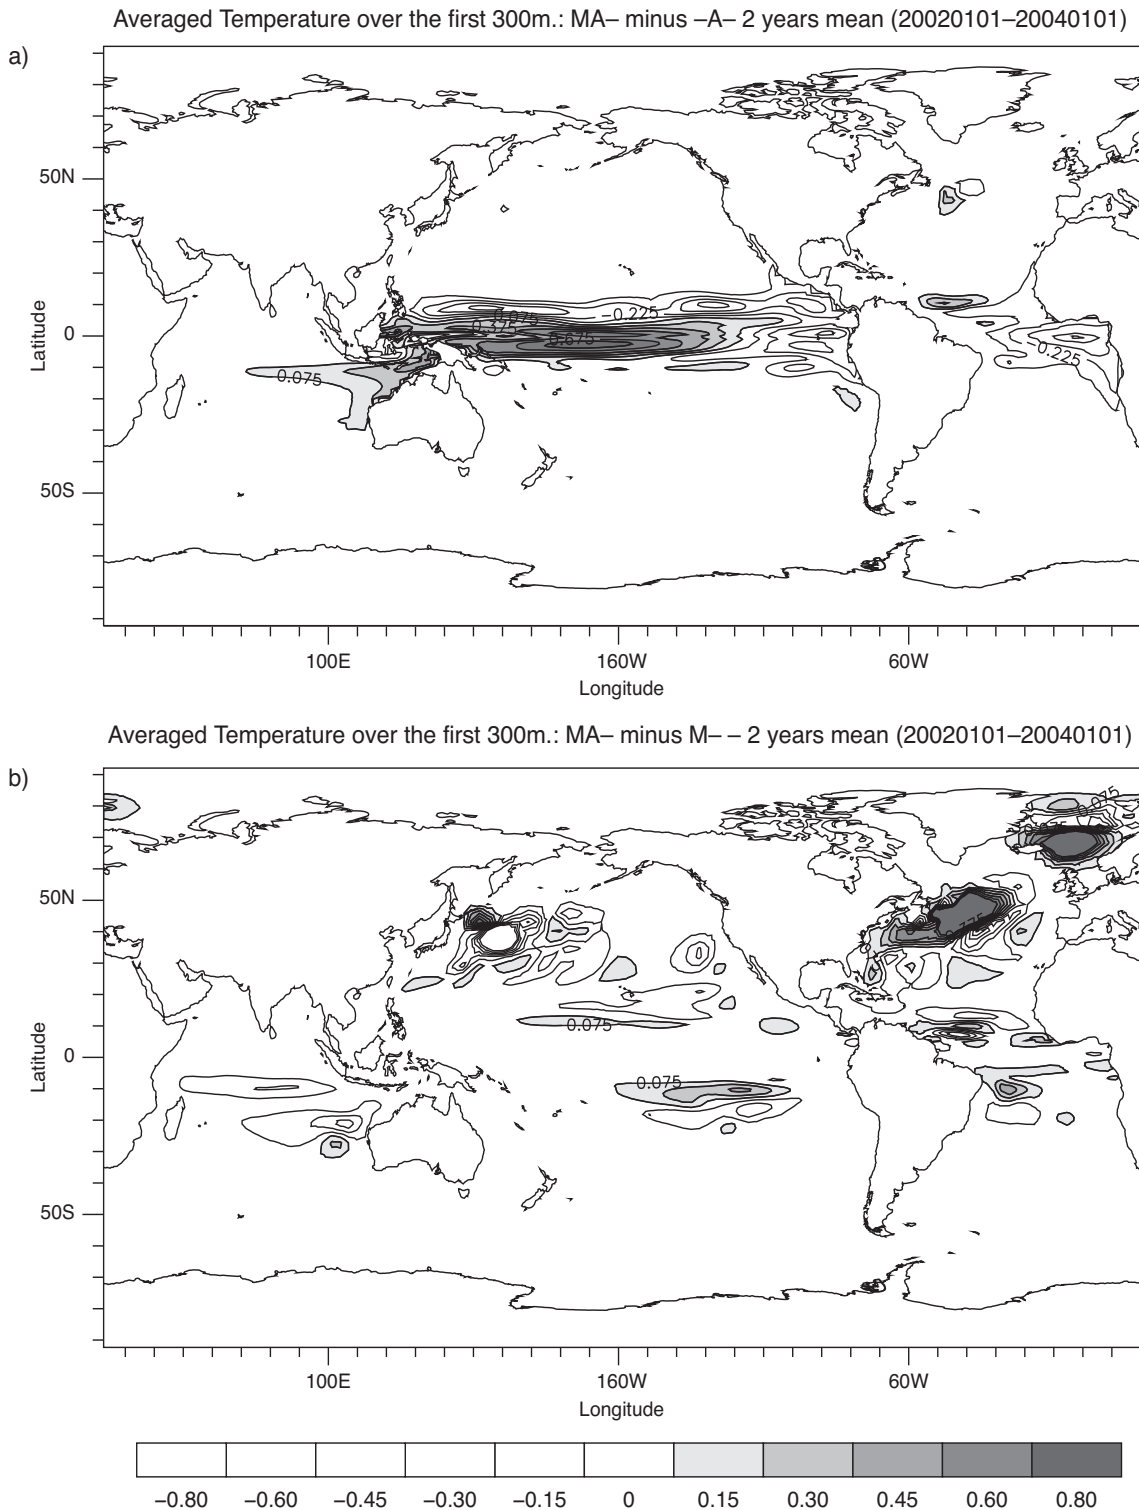 Averaged Temperature over the first 300m.: MA– minus –A– 2 years mean (20020101–20040101)
a)
50N
0
50S
Latitude
0.075
0.375
–0.225
0.675
0.075
0.225
100E
160W
60W
Longitude
Averaged Temperature over the first 300m.: MA– minus M– – 2 years mean (20020101–20040101)
b)
50N
0
50S
Latitude
0.075
0.075
0.075
100E
160W
60W
Longitude
–0.80 –0.60 –0.45 –0.30 –0.15 0 0.15 0.30 0.45 0.60 0.80